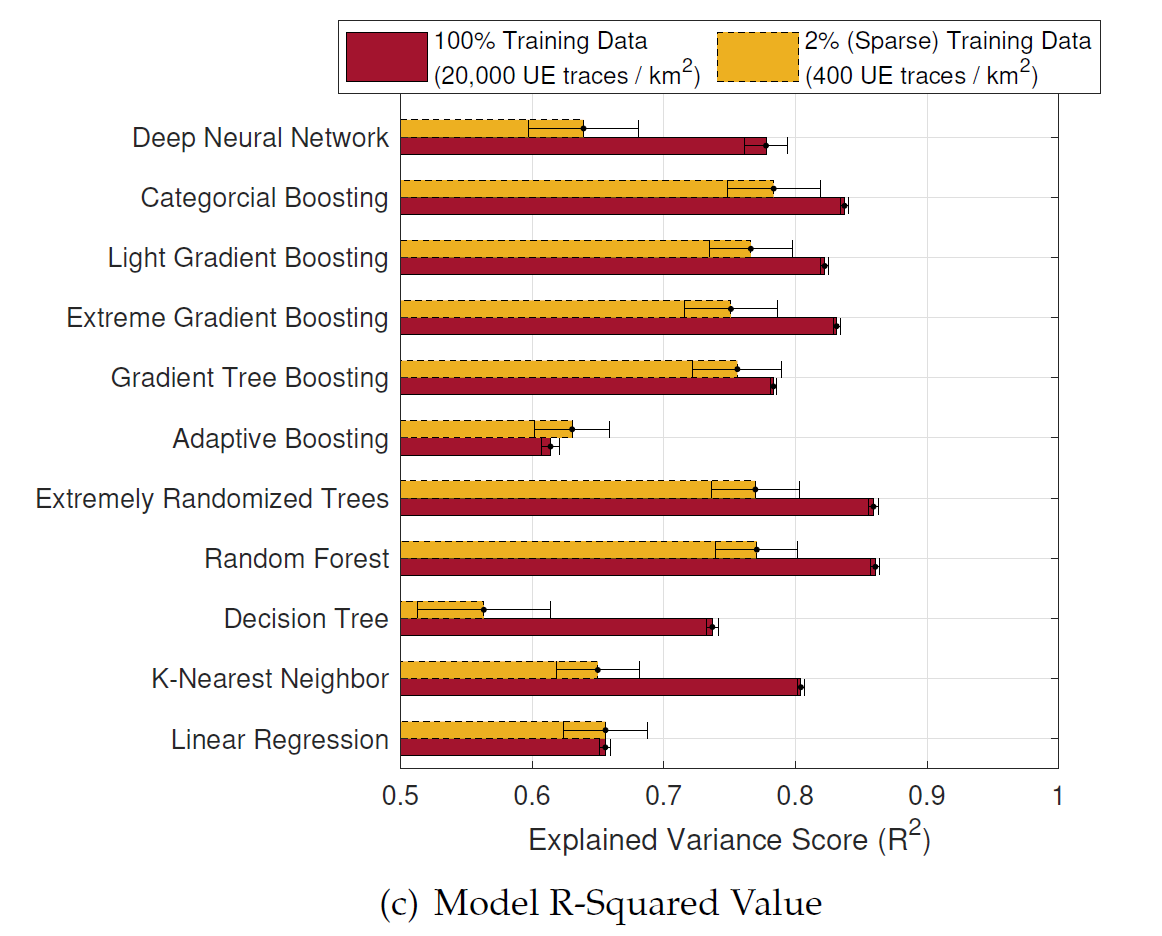 100% Training Data
(20,000 UE traces / km²)
2% (Sparse) Training Data
(400 UE traces / km²)
Deep Neural Network
Categorcial Boosting
Light Gradient Boosting
Extreme Gradient Boosting
Gradient Tree Boosting
Adaptive Boosting
Extremely Randomized Trees
Random Forest
Decision Tree
K-Nearest Neighbor
Linear Regression
0.5 0.6 0.7 0.8 0.9 1
Explained Variance Score (R²)
(c) Model R-Squared Value